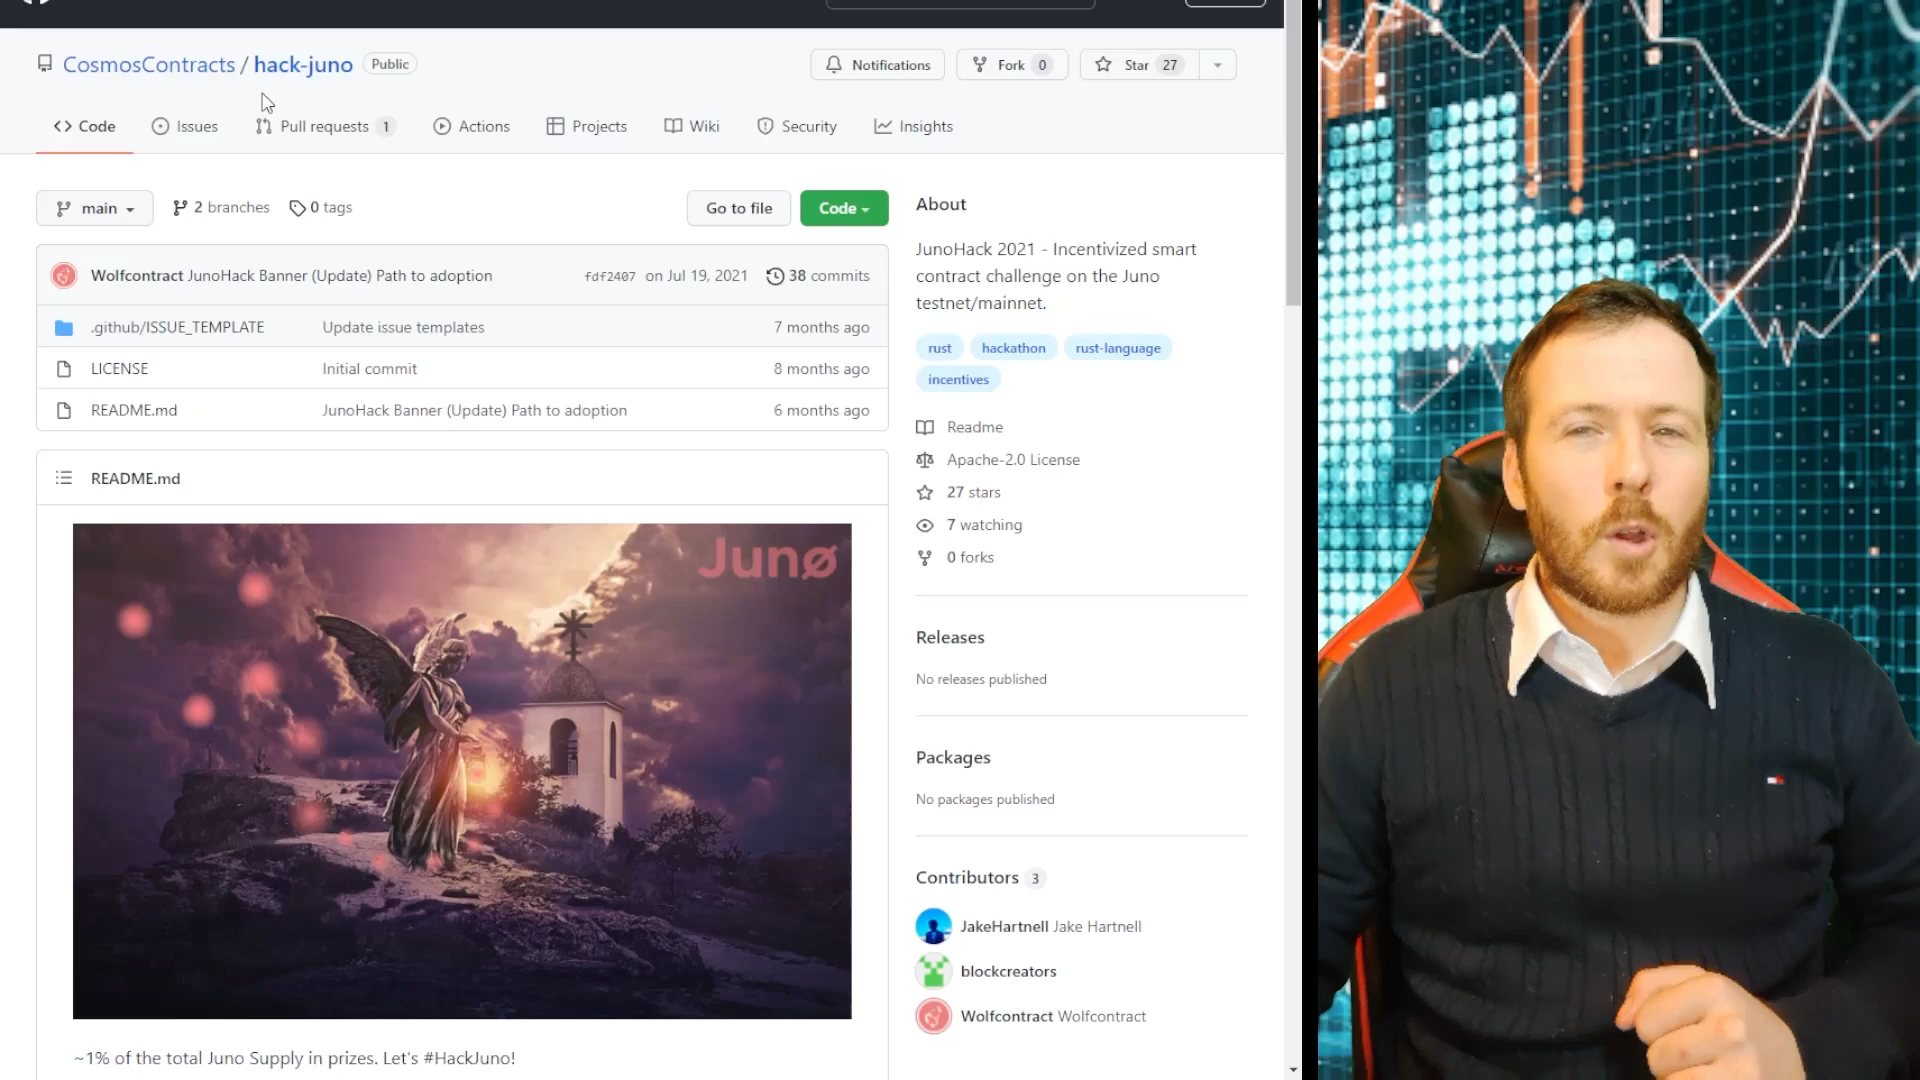 CosmosContracts / hack-juno Public
Notifications Fork 0 Star 27
Code Issues Pull requests 1 Actions Projects Wiki Security Insights
main 2 branches 0 tags Go to file Code
Wolfcontract JunoHack Banner (Update) Path to adoption fdf2407 on Jul 19, 2021 38 commits
.github/ISSUE_TEMPLATE Update issue templates 7 months ago
LICENSE Initial commit 8 months ago
README.md JunoHack Banner (Update) Path to adoption 6 months ago
README.md
Junø
~1% of the total Juno Supply in prizes. Let's #HackJuno!
About
JunoHack 2021 - Incentivized smart
contract challenge on the Juno
testnet/mainnet.
rust hackathon rust-language
incentives
Readme
Apache-2.0 License
27 stars
7 watching
0 forks
Releases
No releases published
Packages
No packages published
Contributors 3
JakeHartnell Jake Hartnell
blockcreators
Wolfcontract Wolfcontract